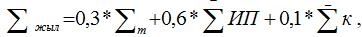 ∑ жыл =0,3*∑ т +0,6*∑ ИП +0,1*∑̄ к ,